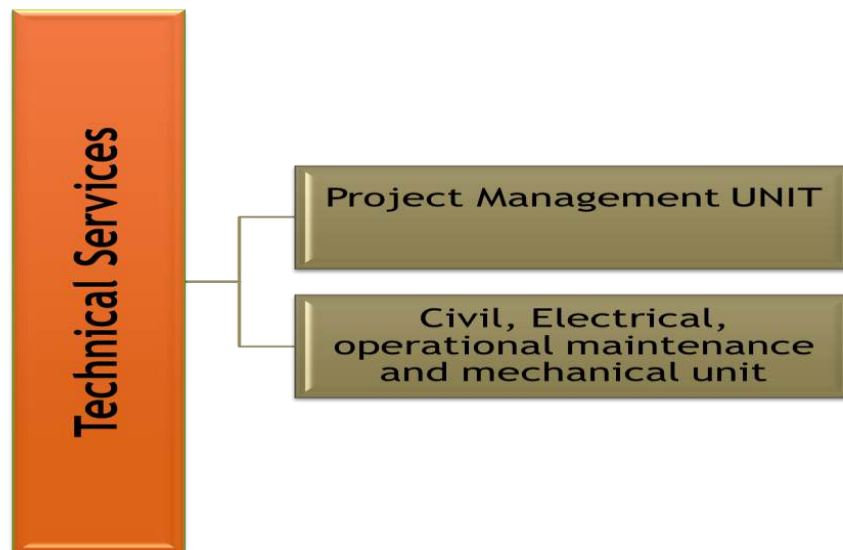 Technical Services
Project Management UNIT
Civil, Electrical,
operational maintenance
and mechanical unit